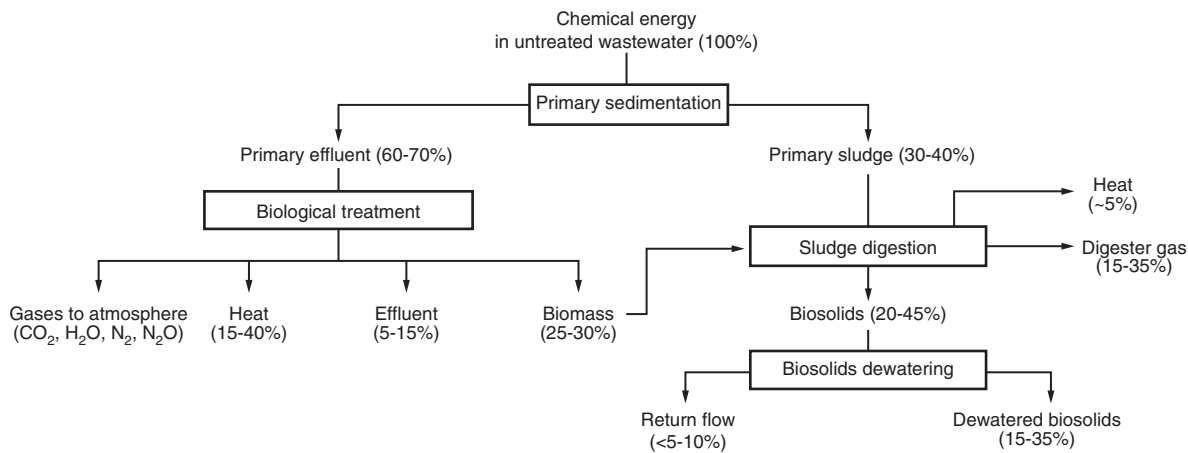 Chemical energy
in untreated wastewater (100%)
Primary sedimentation
Primary effluent (60-70%)
Primary sludge (30-40%)
Heat
(~5%)
Biological treatment
Sludge digestion
Digester gas
(15-35%)
Gases to atmosphere
(CO₂, H₂O, N₂, N₂O)
Heat
(15-40%)
Effluent
(5-15%)
Biomass
(25-30%)
Biosolids (20-45%)
Biosolids dewatering
Return flow
(<5-10%)
Dewatered biosolids
(15-35%)